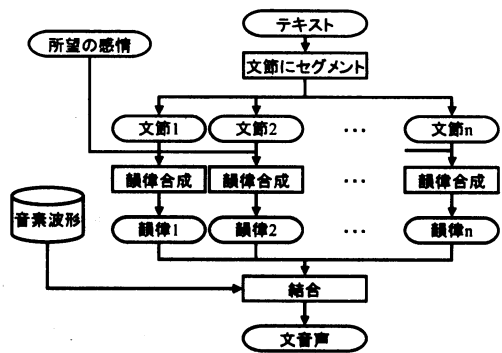 テキスト
所望の感情
文節にセグメント
文節1
文節2
…
文節n
韻律合成
韻律合成
…
韻律合成
音素波形
韻律1
韻律2
…
韻律n
結合
文音声